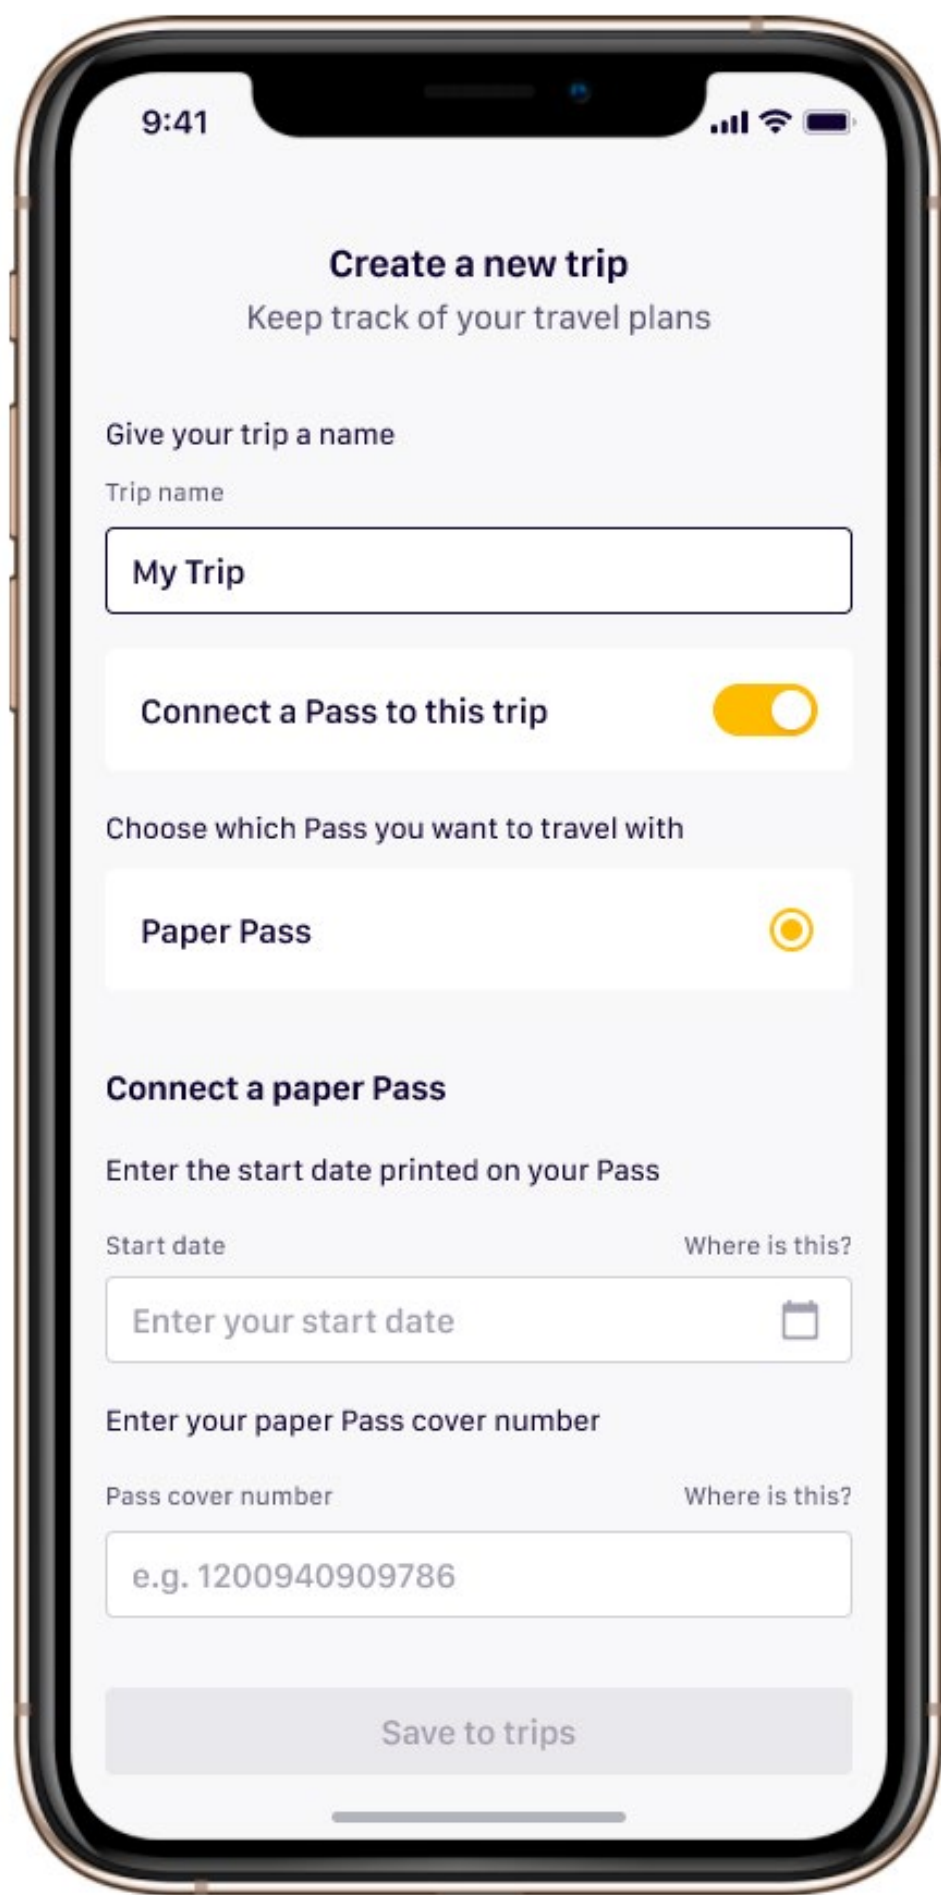 9:41
Create a new trip
Keep track of your travel plans
Give your trip a name
Trip name
My Trip
Connect a Pass to this trip
Choose which Pass you want to travel with
Paper Pass
Connect a paper Pass
Enter the start date printed on your Pass
Start date Where is this?
Enter your start date
Enter your paper Pass cover number
Pass cover number Where is this?
e.g. 1200940909786
Save to trips